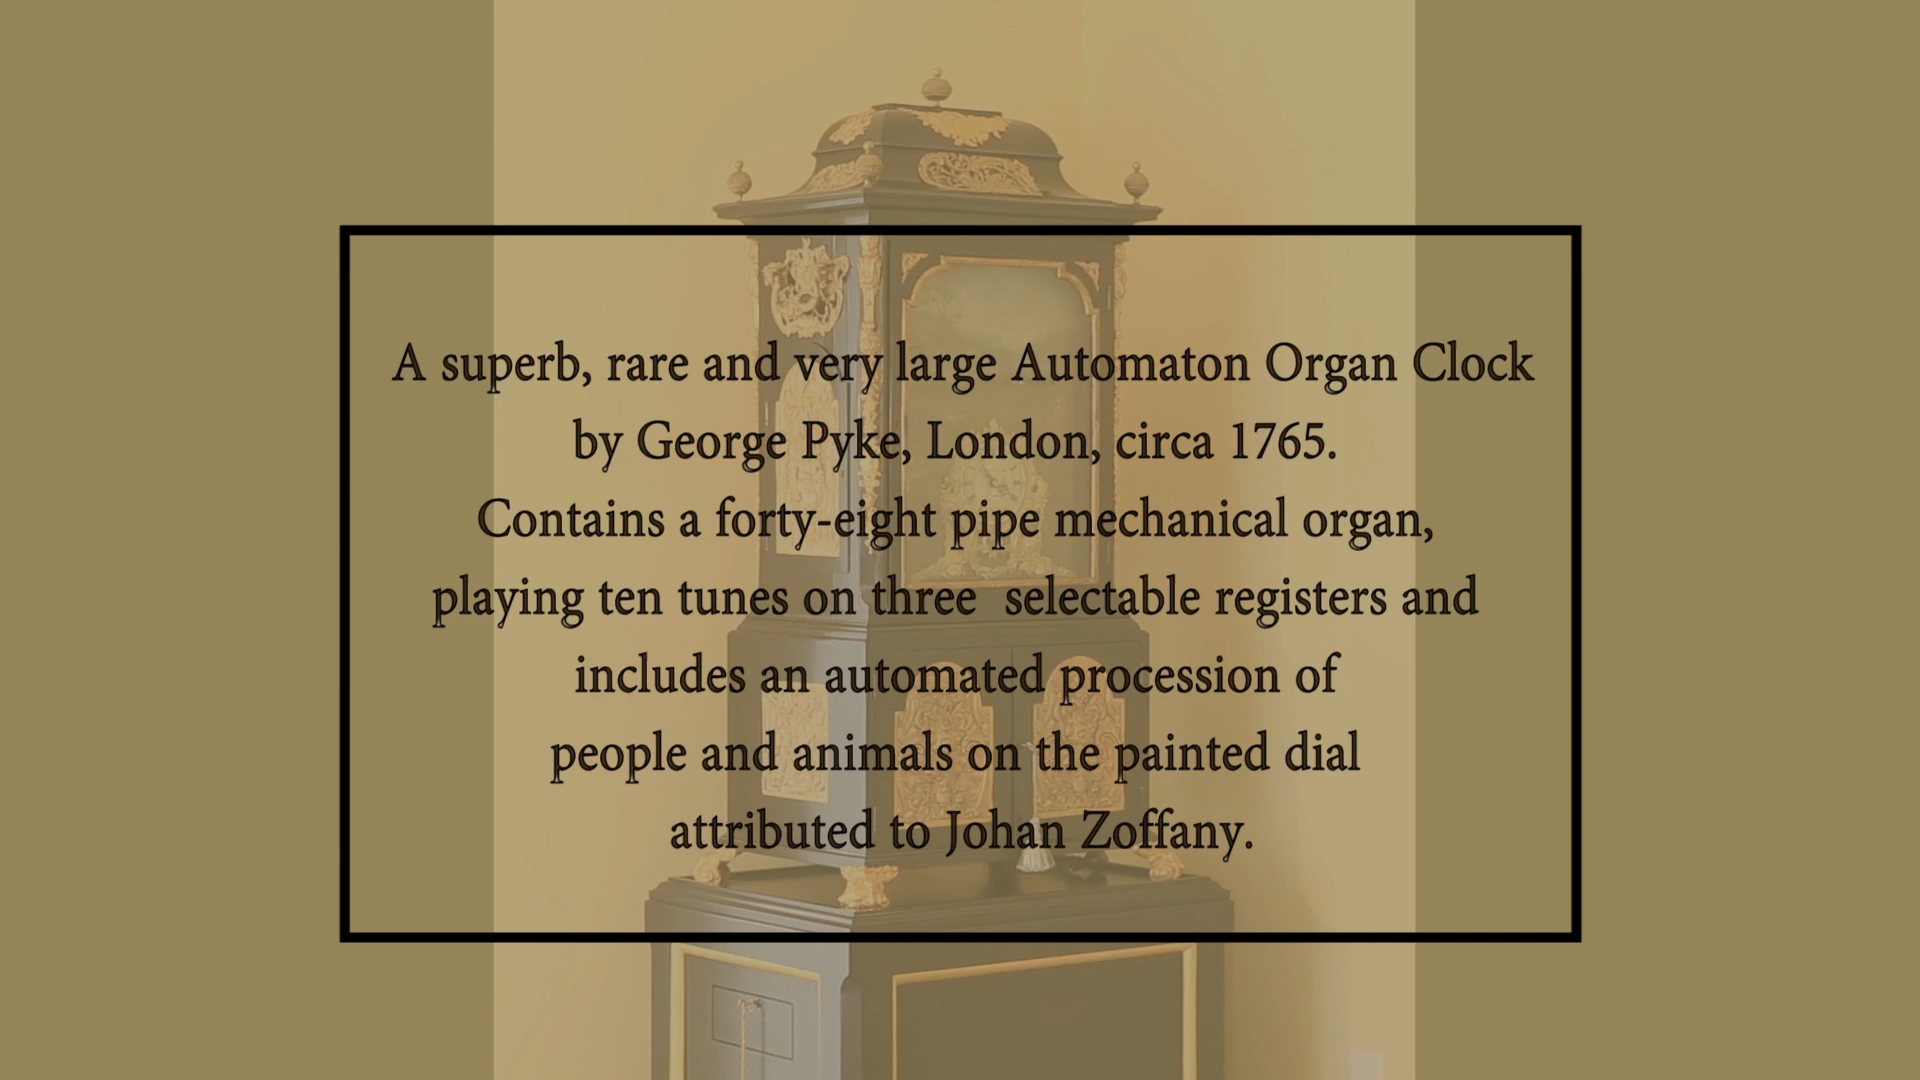 A superb, rare and very large Automaton Organ Clock
by George Pyke, London, circa 1765.
Contains a forty-eight pipe mechanical organ,
playing ten tunes on three  selectable registers and
includes an automated procession of
people and animals on the painted dial
attributed to Johan Zoffany.